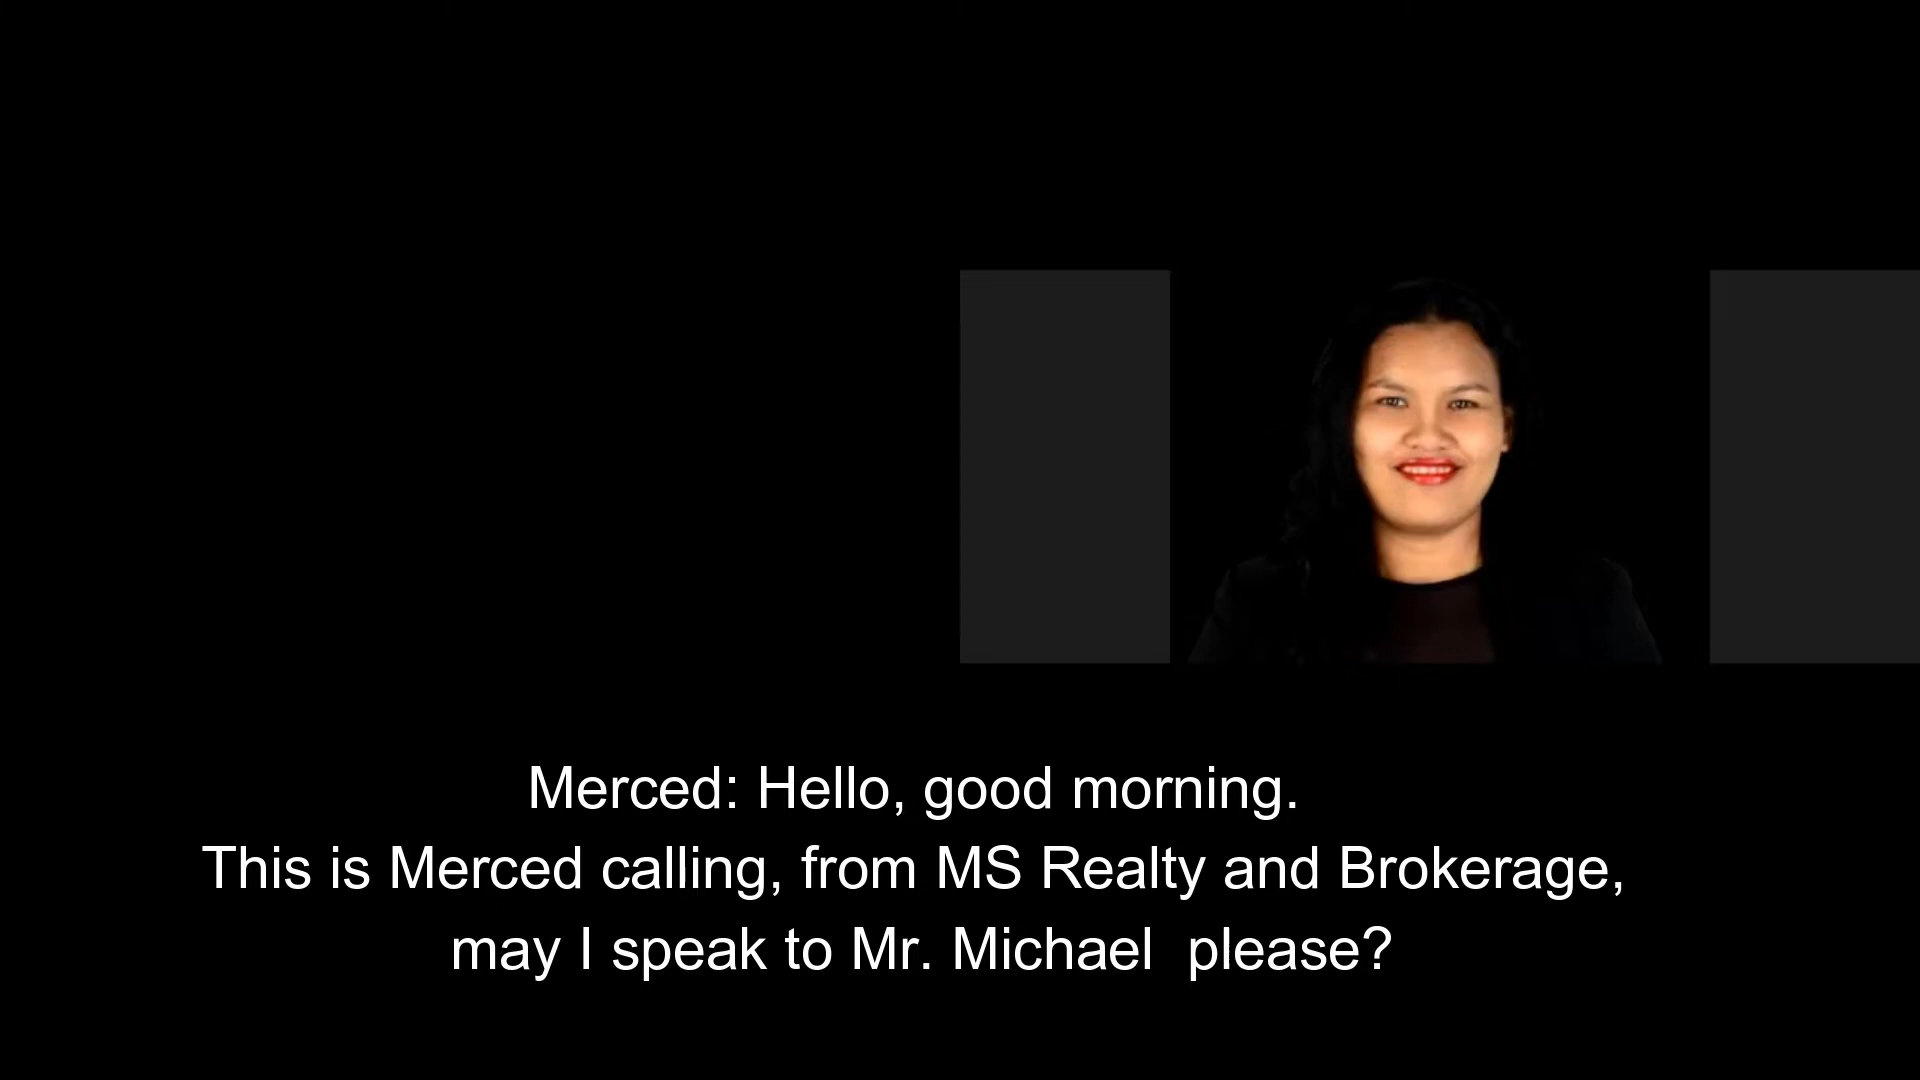 Merced: Hello, good morning.
This is Merced calling, from MS Realty and Brokerage,
may I speak to Mr. Michael  please?